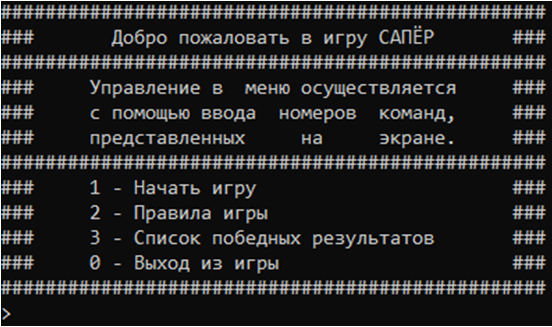 #################################################
###       Добро пожаловать в игру САПЁР       ###
#################################################
###     Управление в  меню осуществляется     ###
###     с помощью ввода  номеров  команд,     ###
###     представленных     на     экране.     ###
#################################################
###     1 - Начать игру                       ###
###     2 - Правила игры                      ###
###     3 - Список победных результатов       ###
###     0 - Выход из игры                     ###
#################################################
>